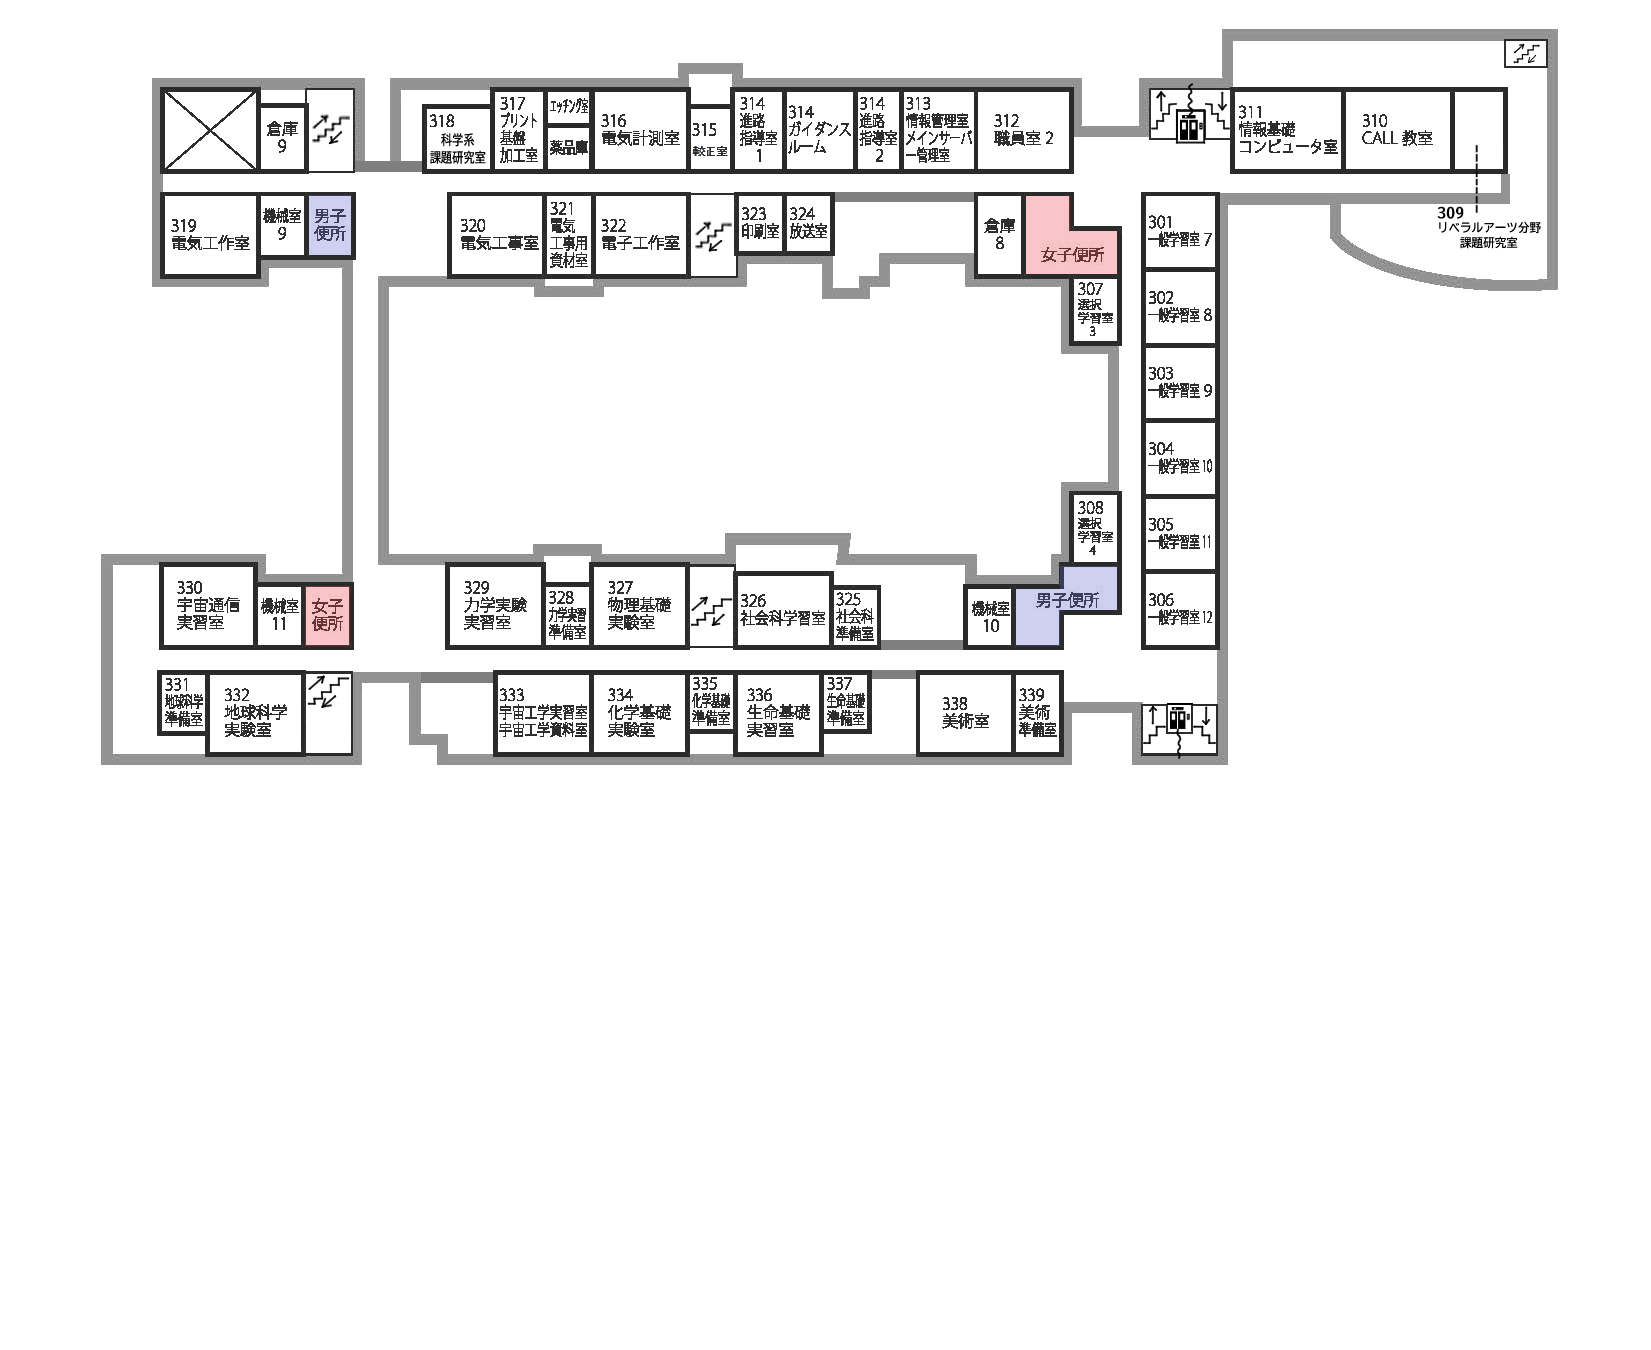 倉庫
9
318
科学系
課題研究室
317
プリント
基盤
加工室
エッチング室
薬品庫
316
電気計測室
315
較正室
314
進路
指導室
1
314
ガイダンス
ルーム
314
進路
指導室
2
313
情報管理室
メインサーバ
ー管理室
312
職員室 2
311
情報基礎
コンピュータ室
310
CALL 教室
309
リベラルアーツ分野
課題研究室
319
電気工作室
機械室
9
男子
便所
320
電気工事室
321
電気
工事用
資材室
322
電子工作室
323
印刷室
324
放送室
倉庫
8
女子便所
307
選択
学習室
3
301
一般学習室 7
302
一般学習室 8
303
一般学習室 9
304
一般学習室 10
305
一般学習室 11
306
一般学習室 12
308
選択
学習室
4
男子便所
機械室
10
330
宇宙通信
実習室
機械室
11
女子
便所
329
力学実験
実習室
328
力学実習
準備室
327
物理基礎
実験室
326
社会科学習室
325
社会科
準備室
331
地球科学
準備室
332
地球科学
実験室
333
宇宙工学実習室
宇宙工学資料室
334
化学基礎
実験室
335
化学基礎
準備室
336
生命基礎
実習室
337
生命基礎
準備室
338
美術室
339
美術
準備室